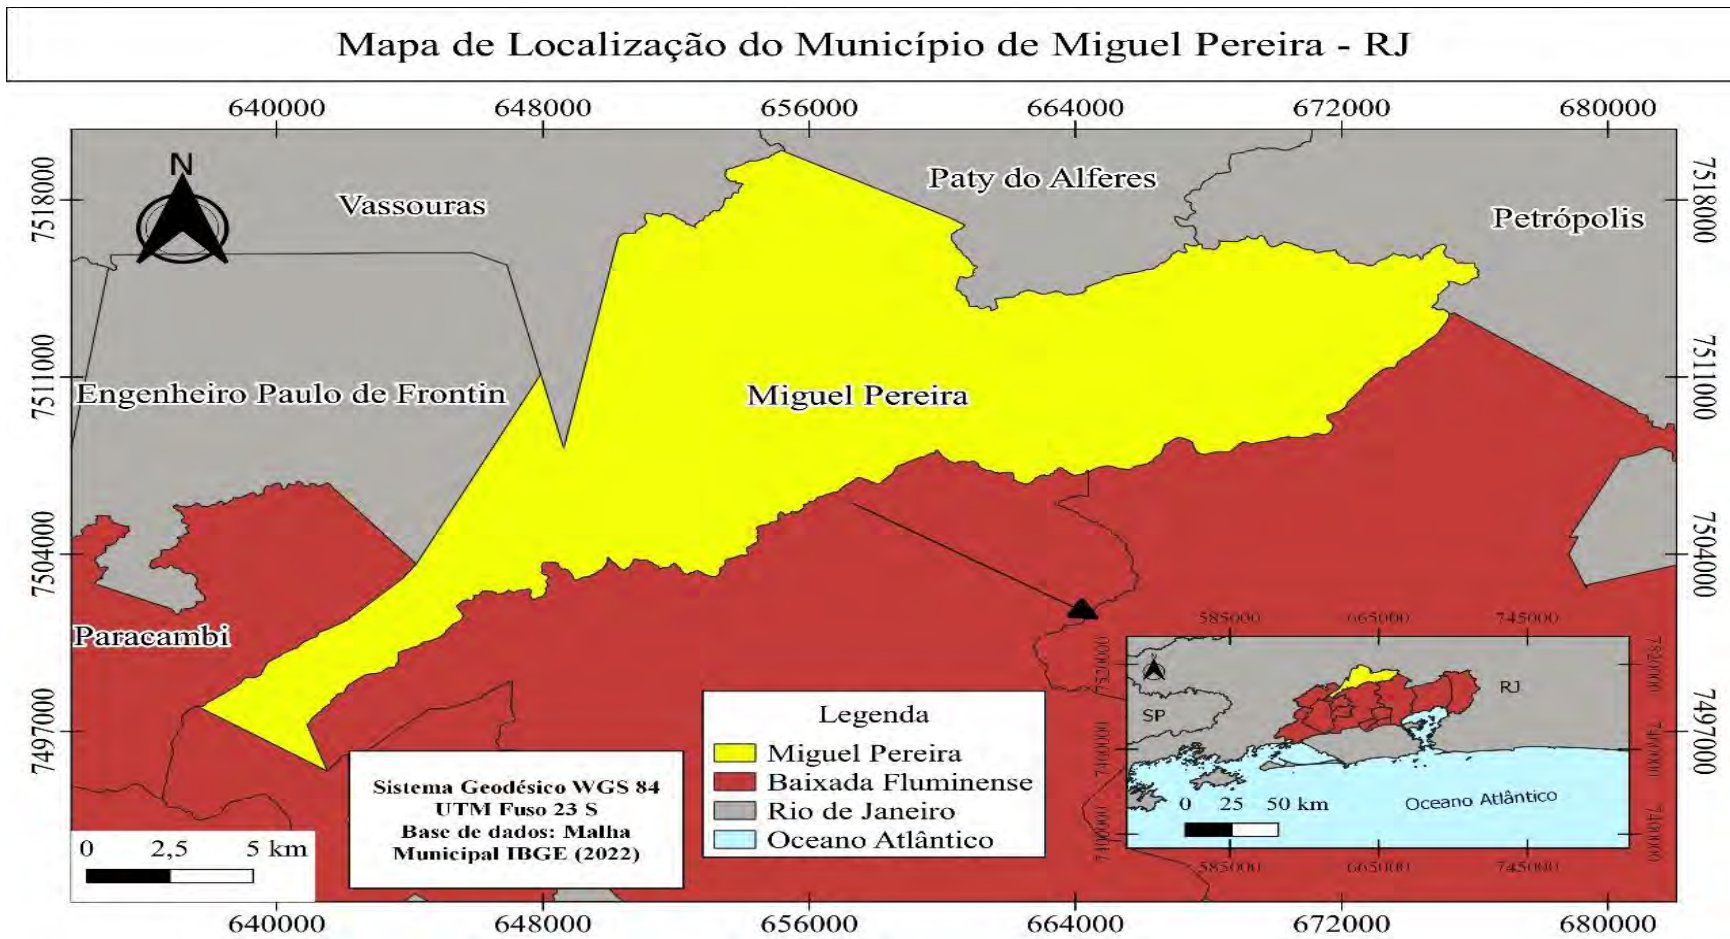 Mapa de Localização do Município de Miguel Pereira - RJ
640000 648000 656000 664000 672000 680000
7518000
7511000
7504000
7497000
N
Vassouras
Paty do Alferes
Petrópolis
Engenheiro Paulo de Frontin
Miguel Pereira
Paracambi
7518000
7511000
7504000
7497000
0 2,5 5 km
Sistema Geodésico WGS 84
UTM Fuso 23 S
Base de dados: Malha
Municipal IBGE (2022)
Legenda
Miguel Pereira
Baixada Fluminense
Rio de Janeiro
Oceano Atlântico
585000 665000 745000
SP
RJ
Oceano Atlântico
0 25 50 km
585000 665000 745000
640000 648000 656000 664000 672000 680000